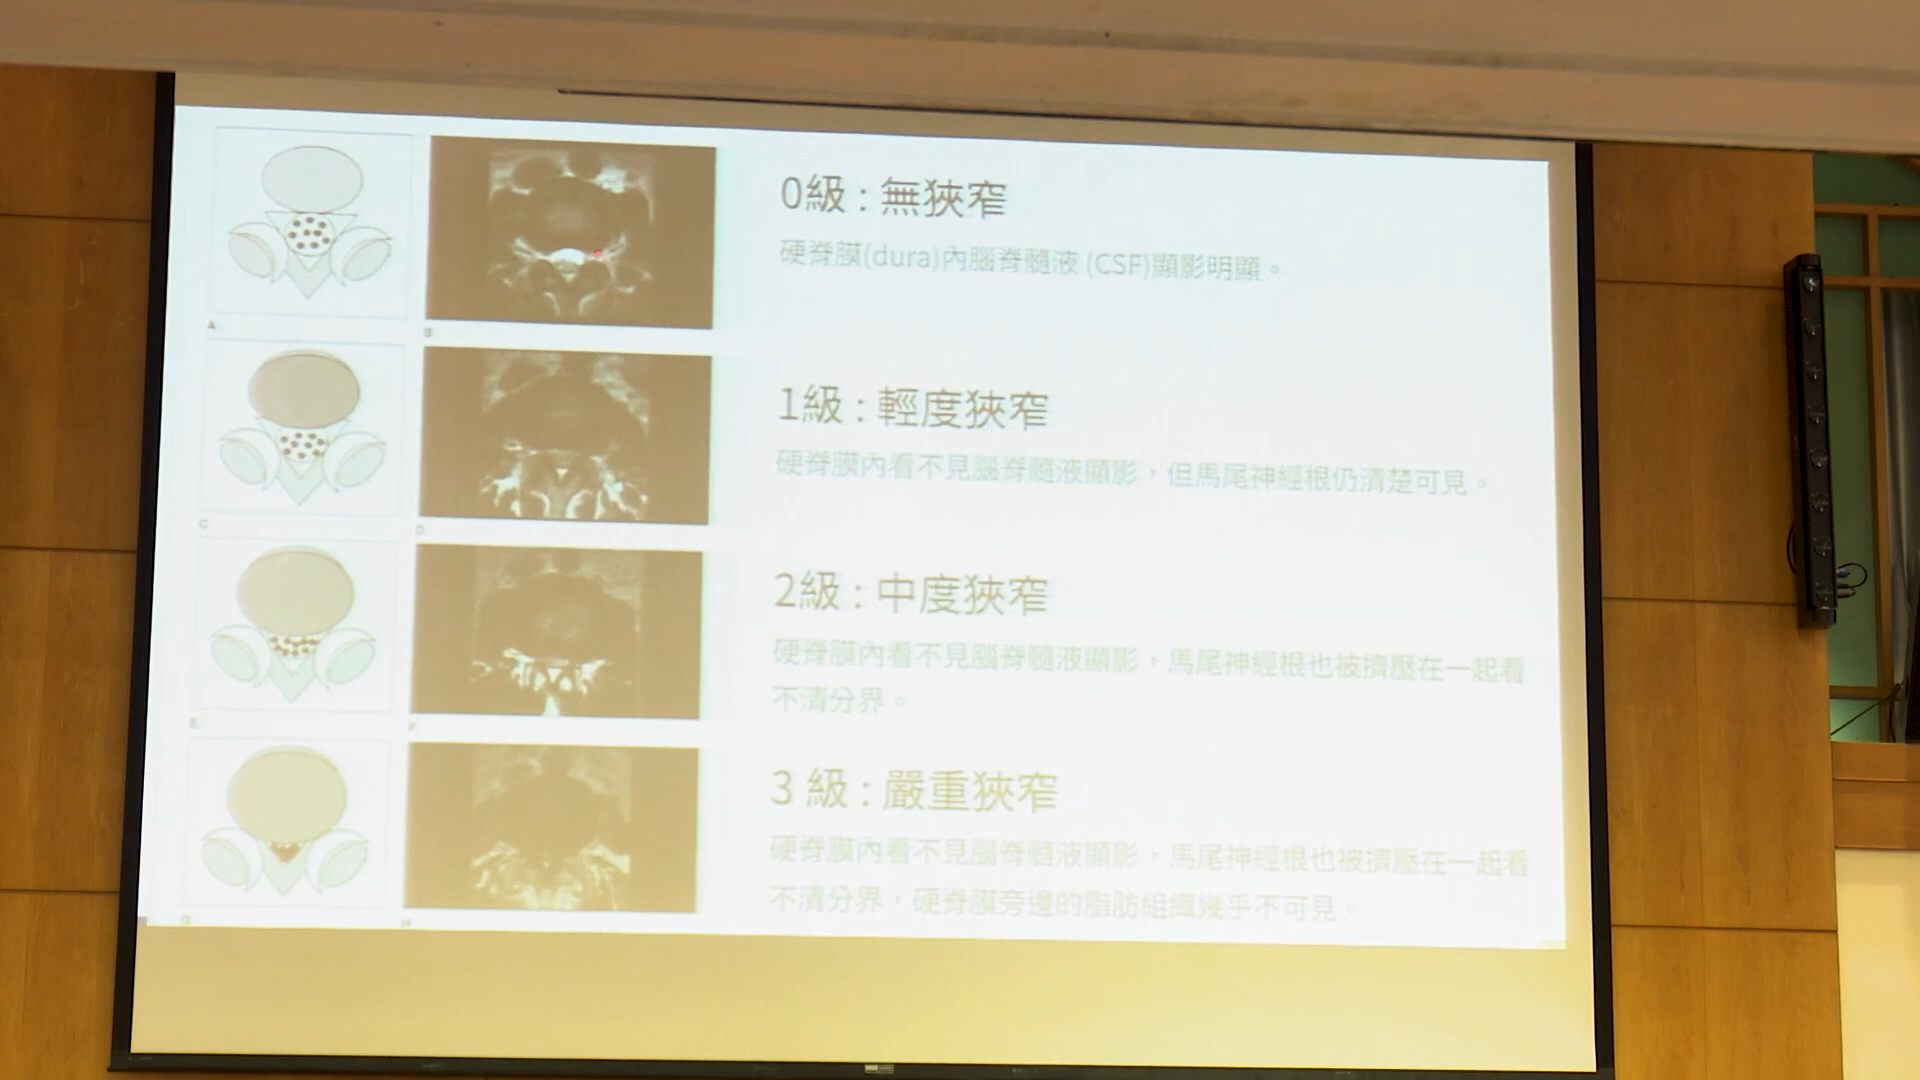 A
B
0級 : 無狹窄
硬脊膜(dura)內腦脊髓液 (CSF)顯影明顯。
C
D
1級 : 輕度狹窄
硬脊膜內看不見腦脊髓液顯影，但馬尾神經根仍清楚可見。
E
F
2級 : 中度狹窄
硬脊膜內看不見腦脊髓液顯影，馬尾神經根也被擠壓在一起看
不清分界。
G
H
3 級 : 嚴重狹窄
硬脊膜內看不見腦脊髓液顯影，馬尾神經根也被擠壓在一起看
不清分界，硬脊膜旁邊的脂肪組織幾乎不可見。